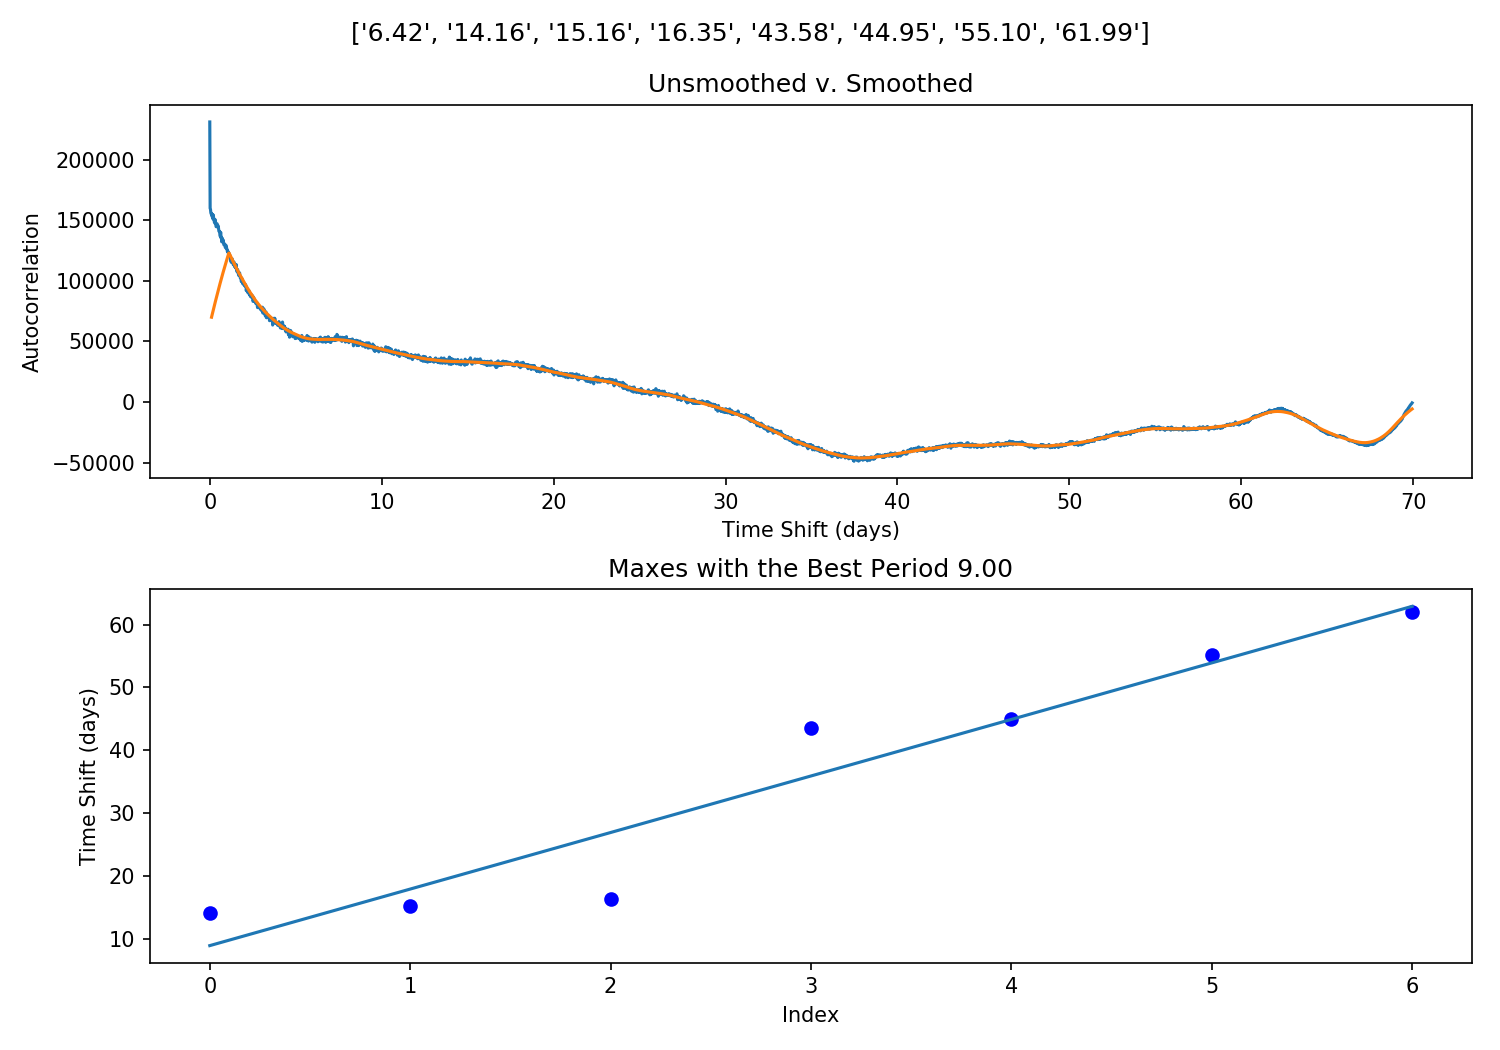 ['6.42', '14.16', '15.16', '16.35', '43.58', '44.95', '55.10', '61.99']
Unsmoothed v. Smoothed
200000
150000
100000
50000
0
−50000
Autocorrelation
0 10 20 30 40 50 60 70
Time Shift (days)
Maxes with the Best Period 9.00
60
50
40
30
20
10
Time Shift (days)
0 1 2 3 4 5 6
Index